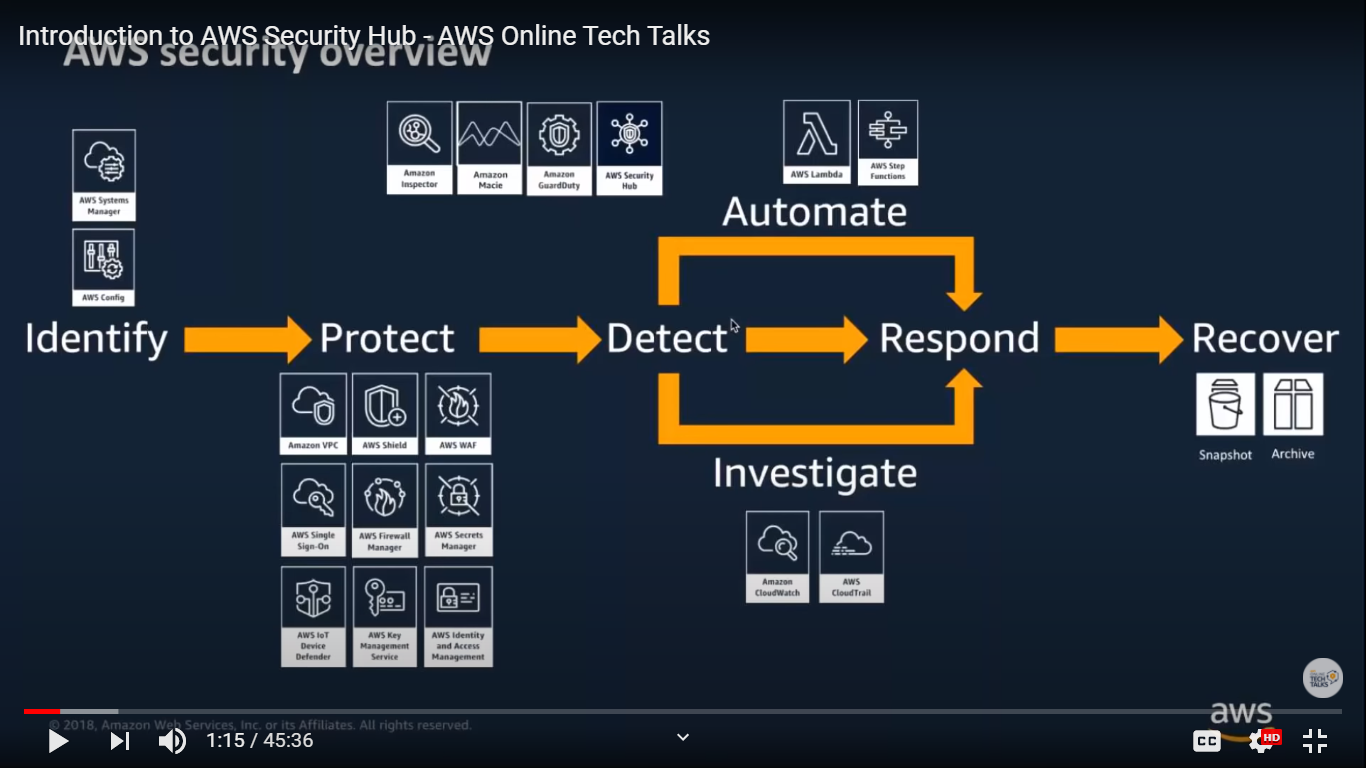 Introduction to AWS Security Hub - AWS Online Tech Talks
AWS security overview
AWS Systems
Manager
AWS Config
Amazon
Inspector
Amazon
Macie
Amazon
GuardDuty
AWS Security
Hub
AWS Lambda
AWS Step
Functions
Automate
Identify
Protect
Detect
Respond
Recover
Amazon VPC
AWS Shield
AWS WAF
AWS Single
Sign-On
AWS Firewall
Manager
AWS Secrets
Manager
AWS IoT
Device
Defender
AWS Key
Management
Service
AWS Identity
and Access
Management
Investigate
Amazon
CloudWatch
AWS
CloudTrail
Snapshot
Archive
TECH
TALKS
aws
© 2018, Amazon Web Services, Inc. or its Affiliates. All rights reserved.
1:15 / 45:36
CC
HD